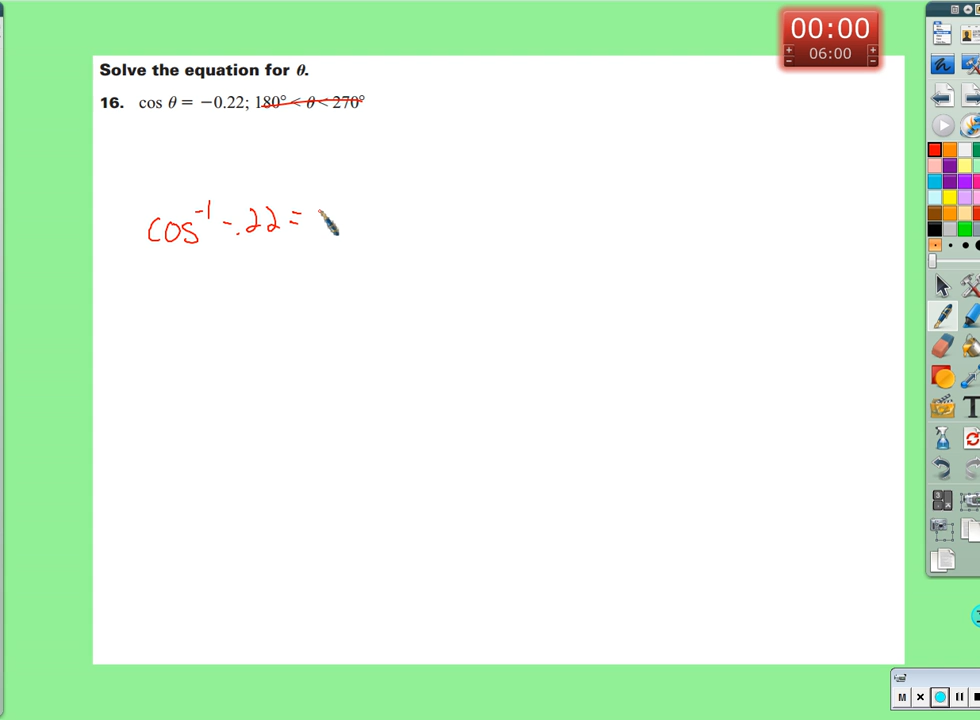 00:00
06:00
Solve the equation for θ.
16. cos θ = −0.22; 180° < θ < 270°
cos⁻¹ -.22 =
T
M